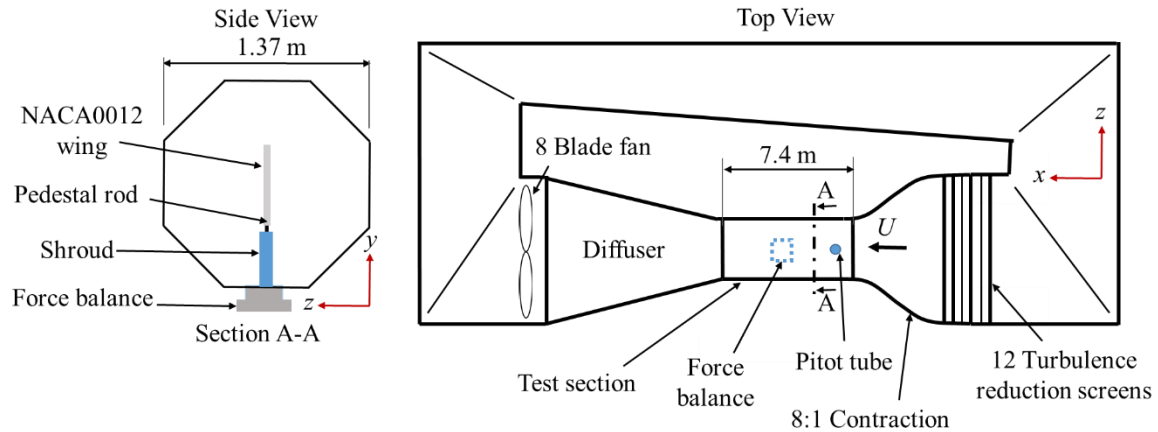 Side View
1.37 m
NACA0012
wing
Pedestal rod
Shroud
Force balance
y
z
Section A-A
Top View
8 Blade fan
7.4 m
A
z
x
U
Diffuser
A
Test section
Force
balance
Pitot tube
8:1 Contraction
12 Turbulence
reduction screens